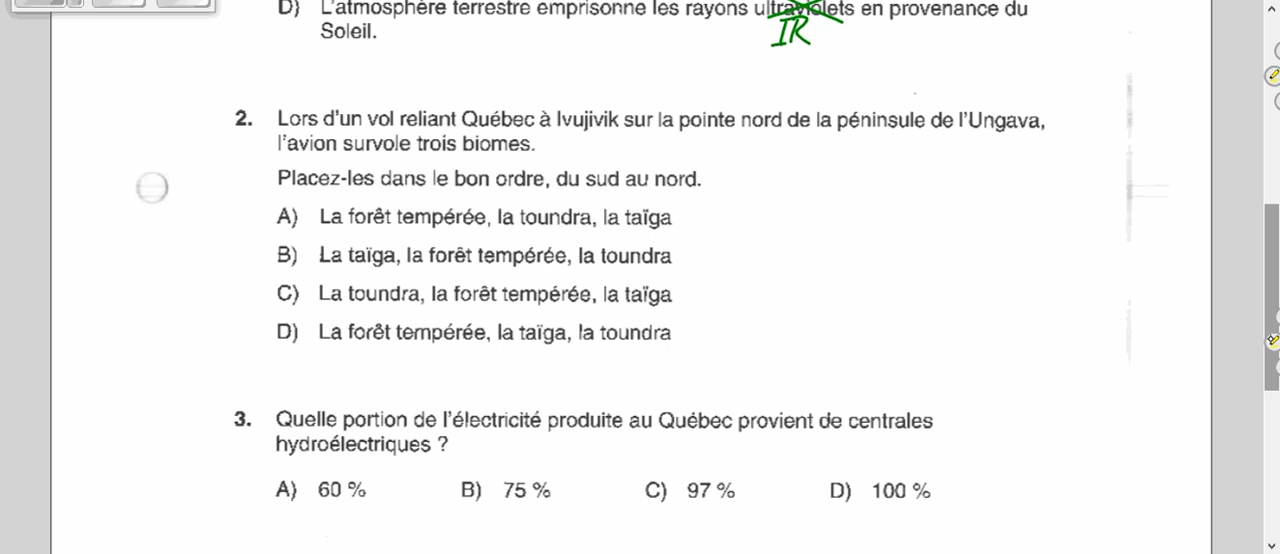 D) L'atmosphère terrestre emprisonne les rayons ultraviolets en provenance du
IR
Soleil.
2. Lors d'un vol reliant Québec à Ivujivik sur la pointe nord de la péninsule de l'Ungava,
l'avion survole trois biomes.
Placez-les dans le bon ordre, du sud au nord.
A) La forêt tempérée, la toundra, la taïga
B) La taïga, la forêt tempérée, la toundra
C) La toundra, la forêt tempérée, la taïga
D) La forêt tempérée, la taïga, la toundra
3. Quelle portion de l'électricité produite au Québec provient de centrales
hydroélectriques ?
A) 60 % B) 75 % C) 97 % D) 100 %